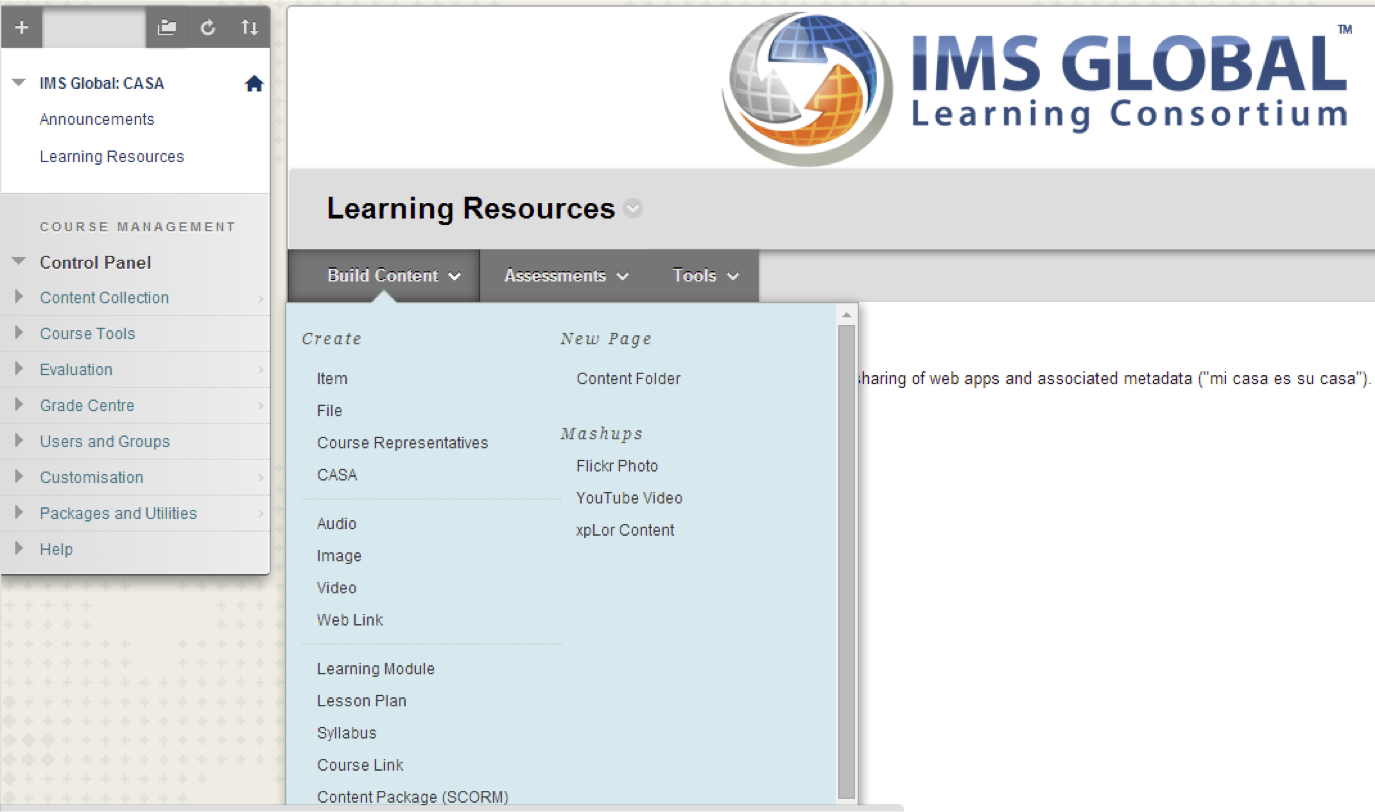 +
IMS Global: CASA
Announcements
Learning Resources
COURSE MANAGEMENT
Control Panel
Content Collection
Course Tools
Evaluation
Grade Centre
Users and Groups
Customisation
Packages and Utilities
Help
IMS GLOBAL™
Learning Consortium
Learning Resources
Build Content
Assessments
Tools
Create
Item
File
Course Representatives
CASA
Audio
Image
Video
Web Link
Learning Module
Lesson Plan
Syllabus
Course Link
Content Package (SCORM)
New Page
Content Folder
Mashups
Flickr Photo
YouTube Video
xpLor Content
haring of web apps and associated metadata ("mi casa es su casa").